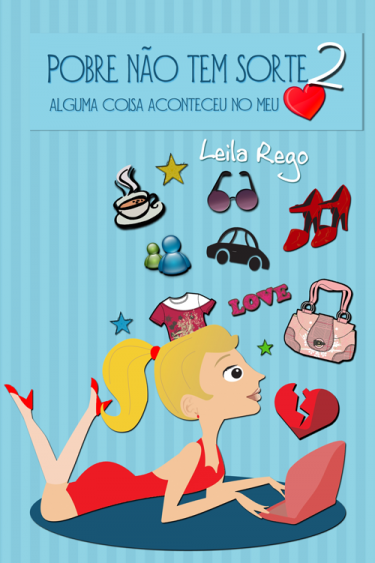 POBRE NÃO TEM SORTE 2
ALGUMA COISA ACONTECEU NO MEU
Leila Rego
LOVE